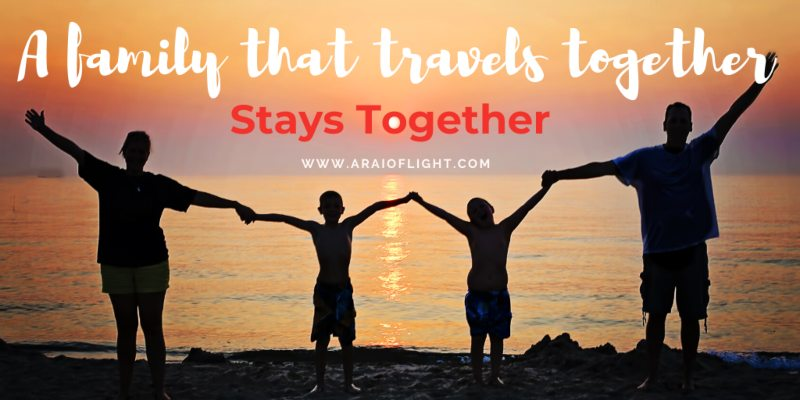 A family that travels together
Stays Together
WWW.ARAIOFLIGHT.COM